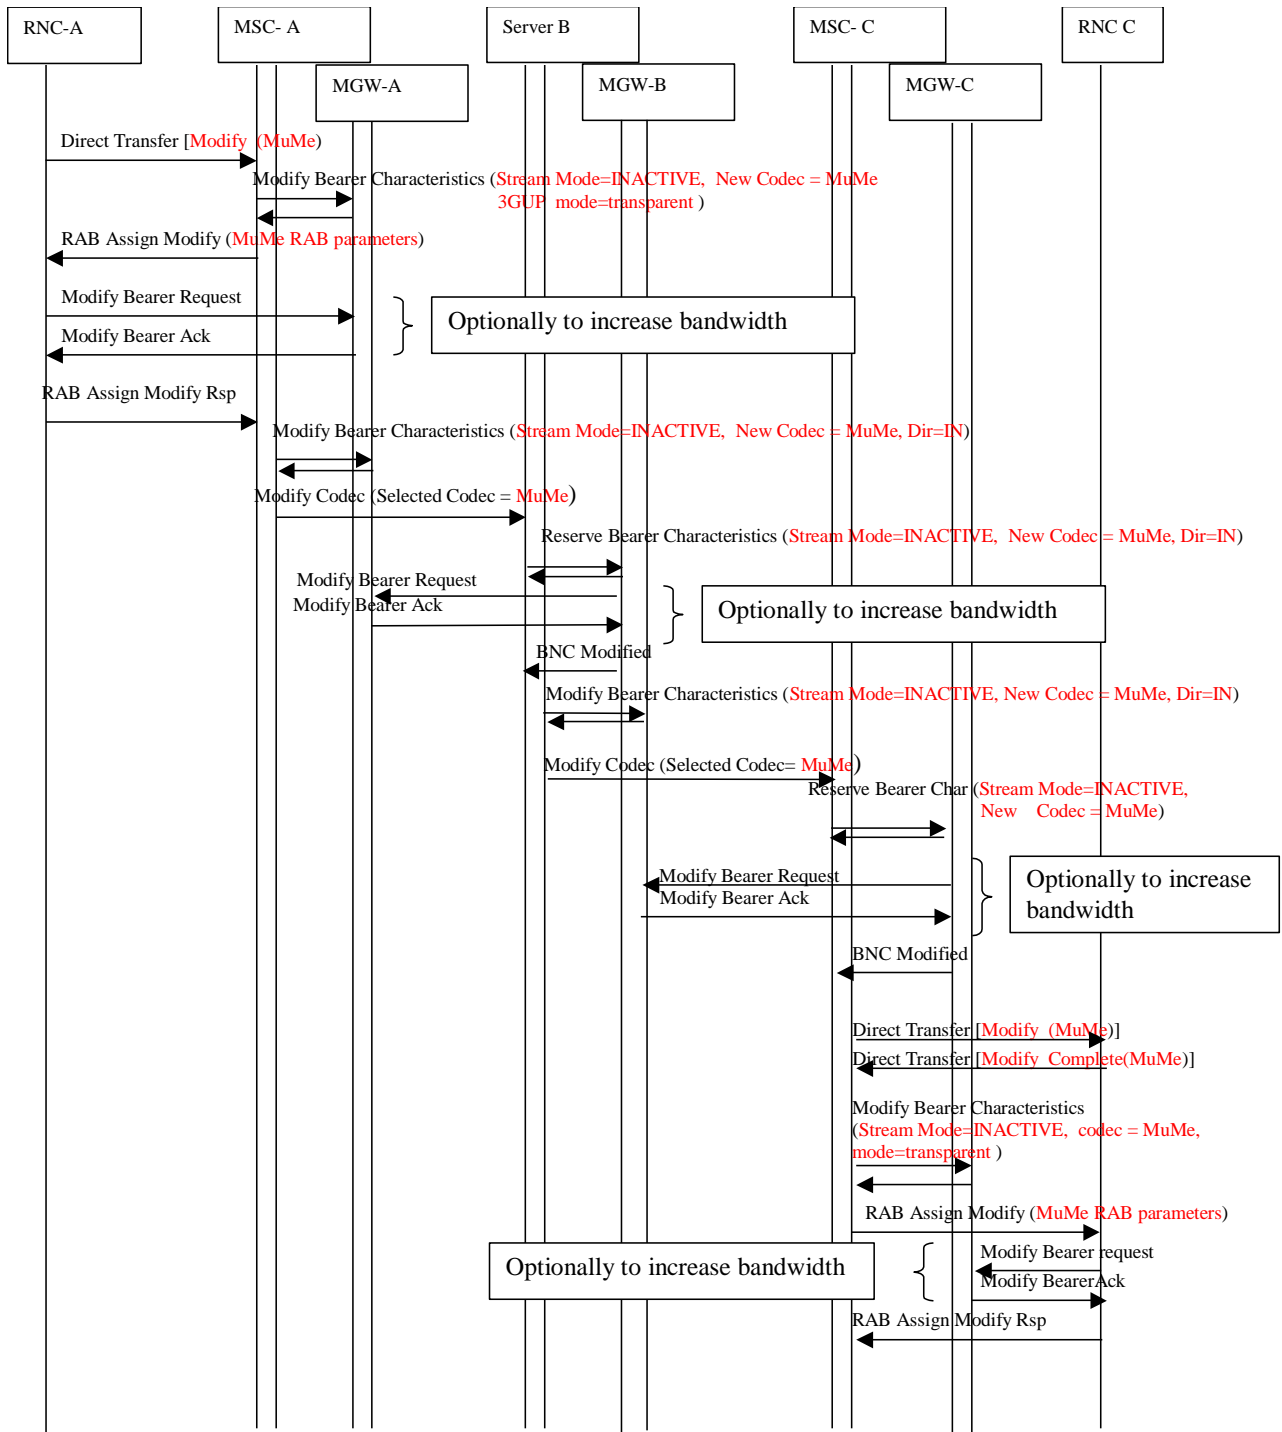 RNC-A
MSC- A
Server B
MSC- C
RNC C
MGW-A
MGW-B
MGW-C
Direct Transfer [Modify (MuMe)
Modify Bearer Characteristics (Stream Mode=INACTIVE, New Codec = MuMe
3GUP mode=transparent )
RAB Assign Modify (MuMe RAB parameters)
Modify Bearer Request
Optionally to increase bandwidth
Modify Bearer Ack
RAB Assign Modify Rsp
Modify Bearer Characteristics (Stream Mode=INACTIVE, New Codec = MuMe, Dir=IN)
Modify Codec (Selected Codec = MuMe)
Reserve Bearer Characteristics (Stream Mode=INACTIVE, New Codec = MuMe, Dir=IN)
Modify Bearer Request
Modify Bearer Ack
Optionally to increase bandwidth
BNC Modified
Modify Bearer Characteristics (Stream Mode=INACTIVE, New Codec = MuMe, Dir=IN)
Modify Codec (Selected Codec= MuMe)
Reserve Bearer Char (Stream Mode=INACTIVE,
New Codec = MuMe)
Modify Bearer Request
Modify Bearer Ack
Optionally to increase
bandwidth
BNC Modified
Direct Transfer [Modify (MuMe)]
Direct Transfer [Modify Complete(MuMe)]
Modify Bearer Characteristics
(Stream Mode=INACTIVE, codec = MuMe,
mode=transparent )
RAB Assign Modify (MuMe RAB parameters)
Optionally to increase bandwidth
Modify Bearer request
Modify BearerAck
RAB Assign Modify Rsp